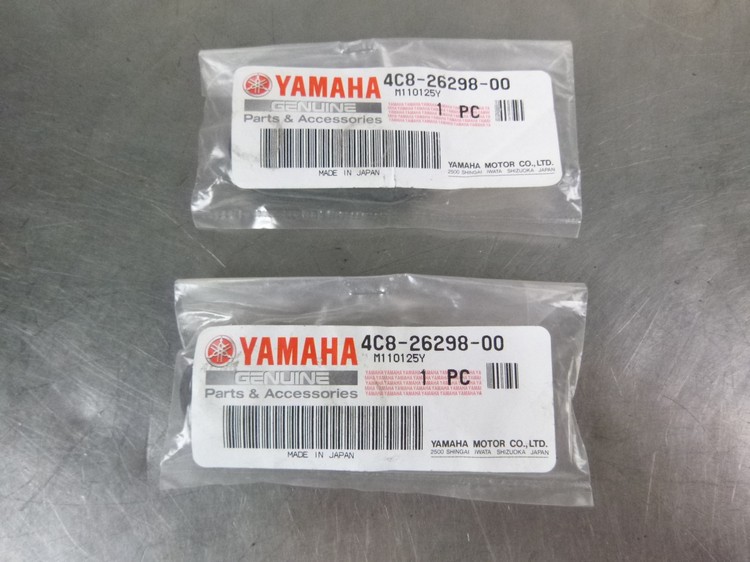 YAMAHA 4C8-26298-00
M110125Y
GENUINE
1 PC
Parts & Accessories
YAMAHA MOTOR CO., LTD.
2500 SHINGAI IWATA SHIZUOKA JAPAN
MADE IN JAPAN
YAMAHA 4C8-26298-00
M110125Y
GENUINE
1 PC
Parts & Accessories
YAMAHA MOTOR CO., LTD.
2500 SHINGAI IWATA SHIZUOKA JAPAN
MADE IN JAPAN